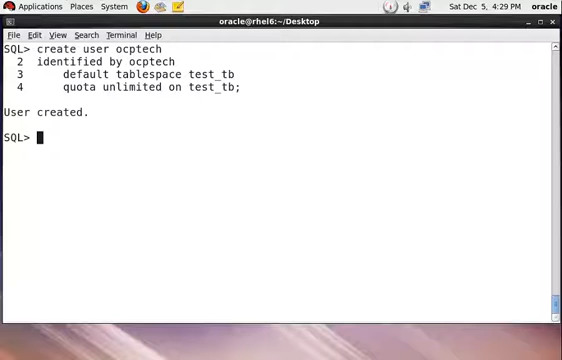 Applications Places System Sat Dec 5, 4:29 PM oracle
oracle@rhel6:~/Desktop
File Edit View Search Terminal Help
SQL> create user ocptech
2 identified by ocptech
3 default tablespace test_tb
4 quota unlimited on test_tb;
User created.
SQL>